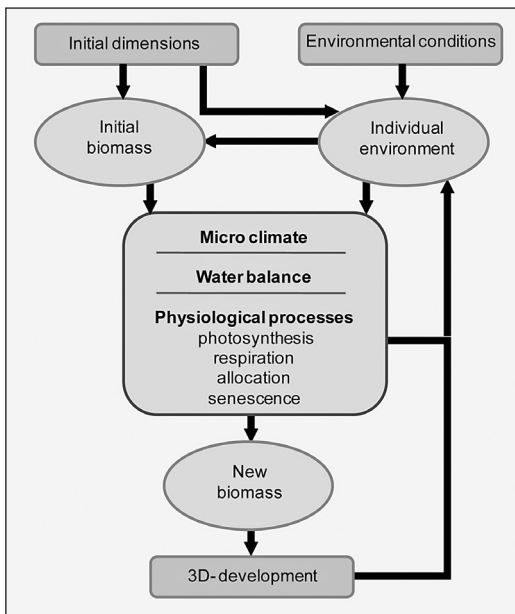 Initial dimensions
Environmental conditions
Initial
biomass
Individual
environment
Micro climate
Water balance
Physiological processes
photosynthesis
respiration
allocation
senescence
New
biomass
3D- development